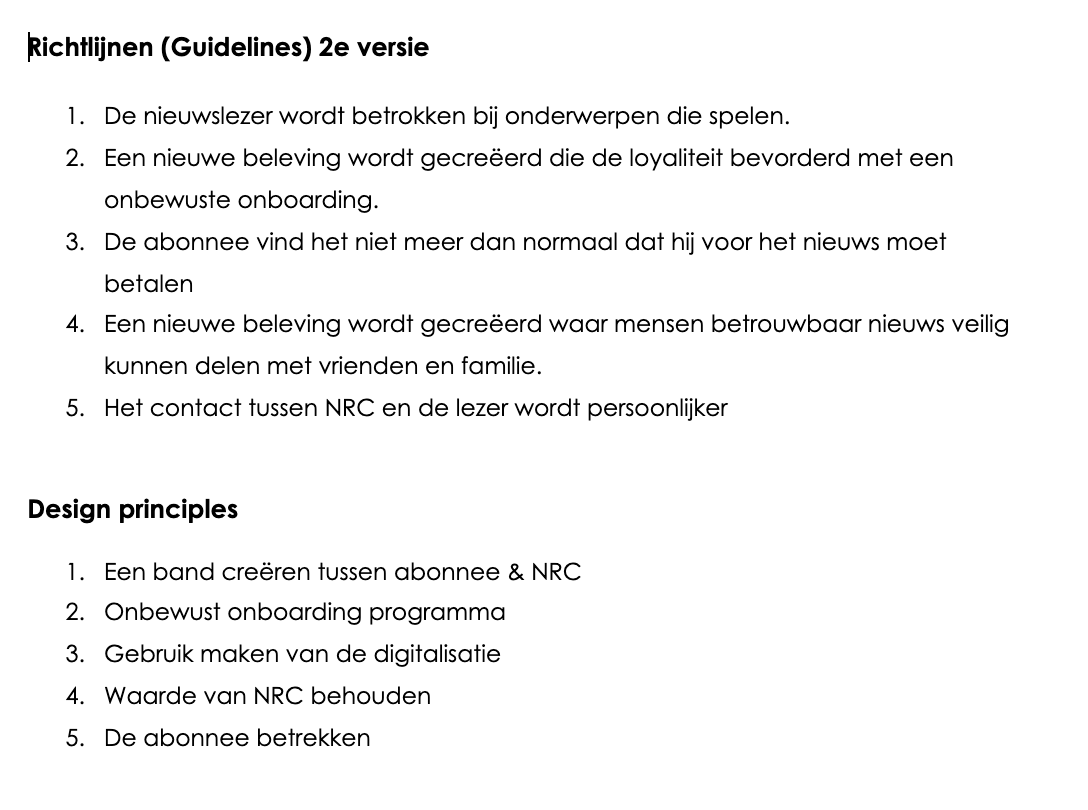 Richtlijnen (Guidelines) 2e versie
1. De nieuwslezer wordt betrokken bij onderwerpen die spelen.
2. Een nieuwe beleving wordt gecreëerd die de loyaliteit bevorderd met een
onbewuste onboarding.
3. De abonnee vind het niet meer dan normaal dat hij voor het nieuws moet
betalen
4. Een nieuwe beleving wordt gecreëerd waar mensen betrouwbaar nieuws veilig
kunnen delen met vrienden en familie.
5. Het contact tussen NRC en de lezer wordt persoonlijker
Design principles
1. Een band creëren tussen abonnee & NRC
2. Onbewust onboarding programma
3. Gebruik maken van de digitalisatie
4. Waarde van NRC behouden
5. De abonnee betrekken